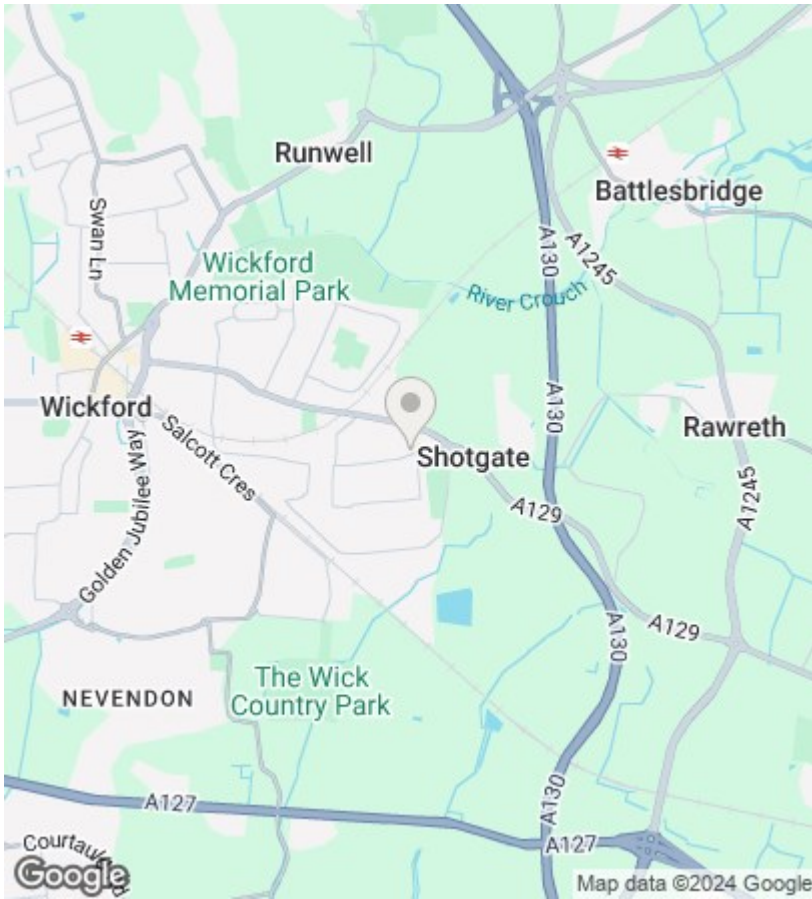 Runwell
Battlesbridge
Swan Ln
Wickford
Memorial Park
A130
A1245
River Crouch
Wickford
Salcott Cres
A130
Rawreth
Shotgate
Golden Jubilee Way
A129
A1245
A130
A129
The Wick
Country Park
NEVENDON
A130
A127
A127
Google
Map data ©2024 Google